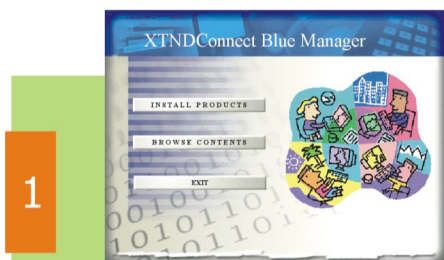 XTNDConnect Blue Manager
INSTALL PRODUCTS
BROWSE CONTENTS
EXIT
1